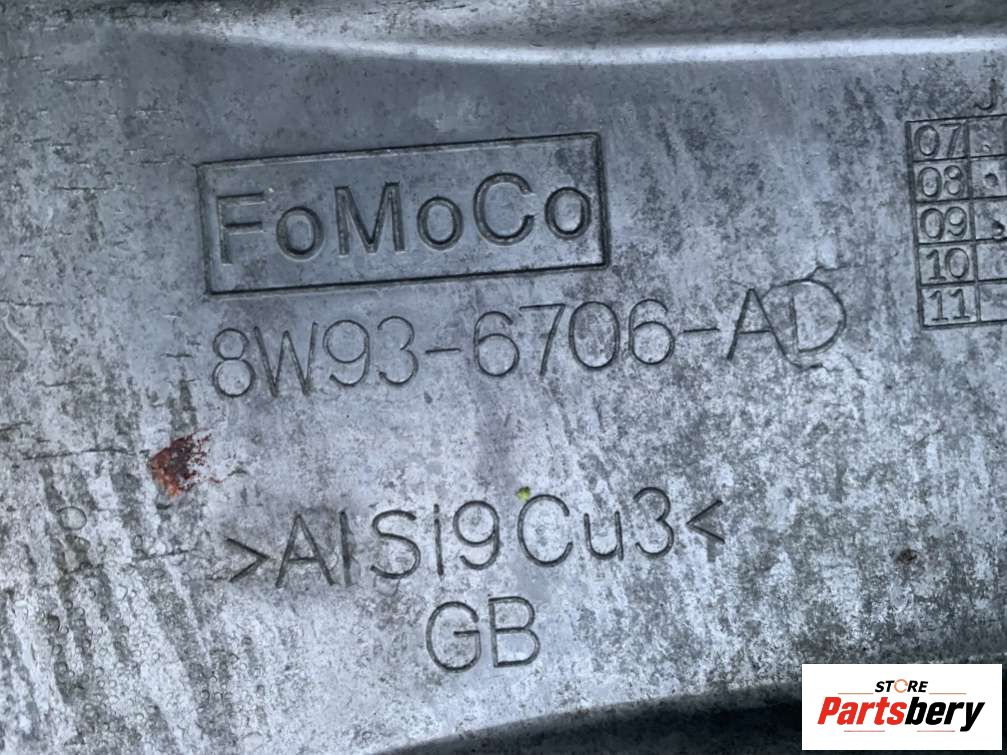 FoMoCo
8W93-6706-AD
>AlSi9Cu3<
GB
J
07
08
09
10
11
STORE
Partsbery